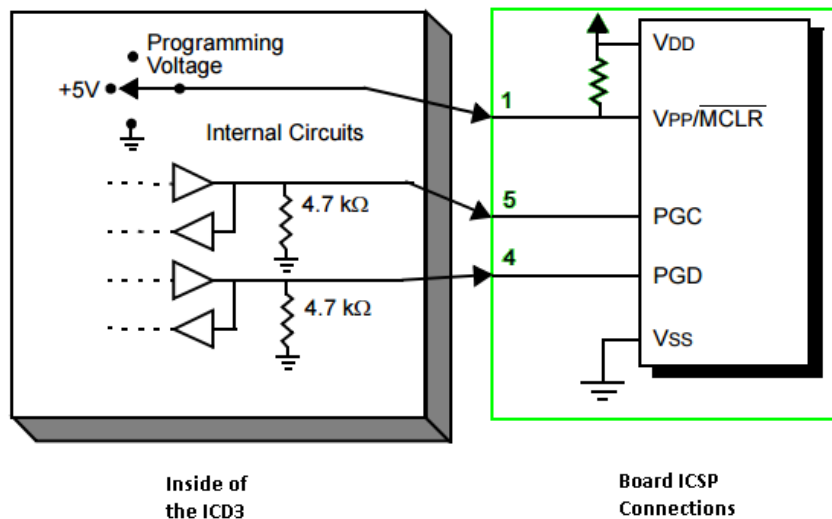 Programming
Voltage
+5V
Internal Circuits
4.7 kΩ
4.7 kΩ
1
5
4
VDD
VPP/MCLR
PGC
PGD
VSS
Inside of
the ICD3
Board ICSP
Connections